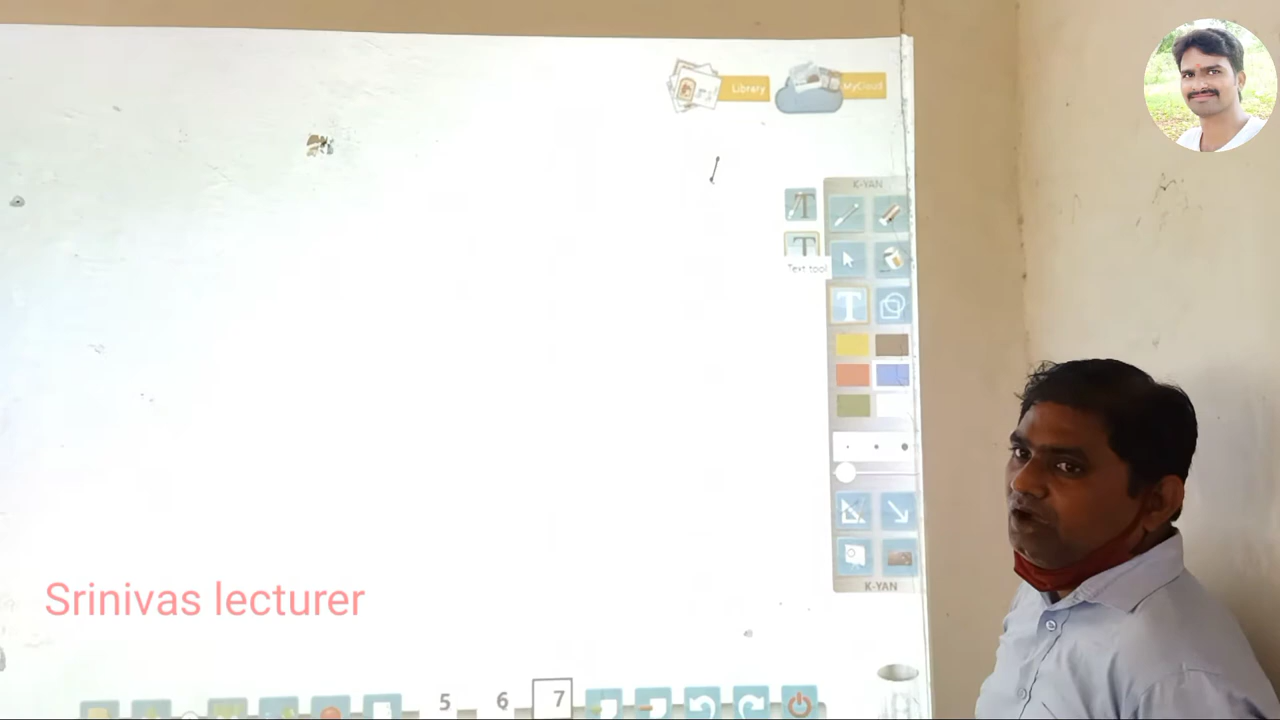 Library
MyCloud
K-YAN
T
T
Text tool
T
K-YAN
Srinivas lecturer
5
6
7